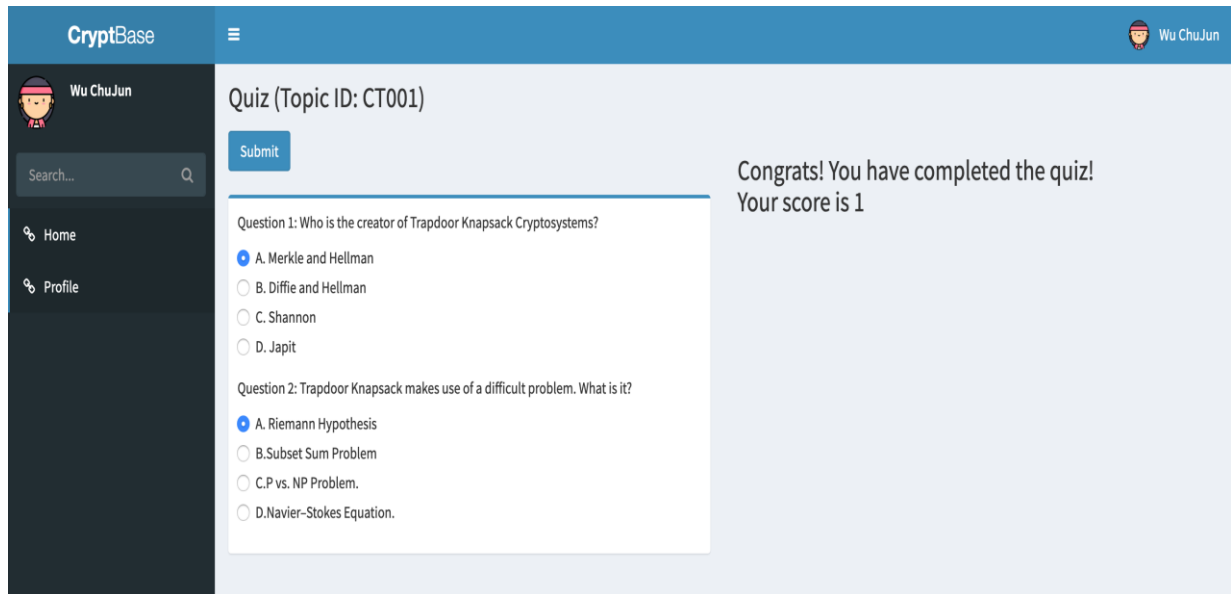 CryptBase
Wu ChuJun
Wu ChuJun
Search...
Home
Profile
Quiz (Topic ID: CT001)
Submit
Question 1: Who is the creator of Trapdoor Knapsack Cryptosystems?
A. Merkle and Hellman
B. Diffie and Hellman
C. Shannon
D. Japit
Question 2: Trapdoor Knapsack makes use of a difficult problem. What is it?
A. Riemann Hypothesis
B.Subset Sum Problem
C.P vs. NP Problem.
D.Navier–Stokes Equation.
Congrats! You have completed the quiz!
Your score is 1